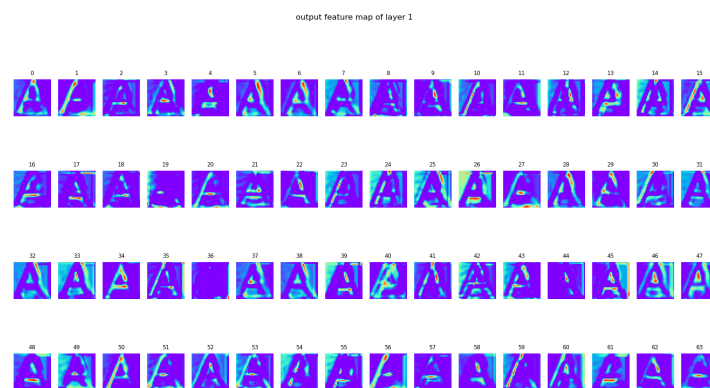 output feature map of layer 1
0 1 2 3 4 5 6 7 8 9 10 11 12 13 14 15
A A A A A A A A A A A A A A A A
16 17 18 19 20 21 22 23 24 25 26 27 28 29 30 31
A A A A A A A A A A A A A A A
32 33 34 35 36 37 38 39 40 41 42 43 44 45 46 47
A A A A A A A A A A A A A A A
48 49 50 51 52 53 54 55 56 57 58 59 60 61 62 63
A A A A A A A A A A A A A A A A